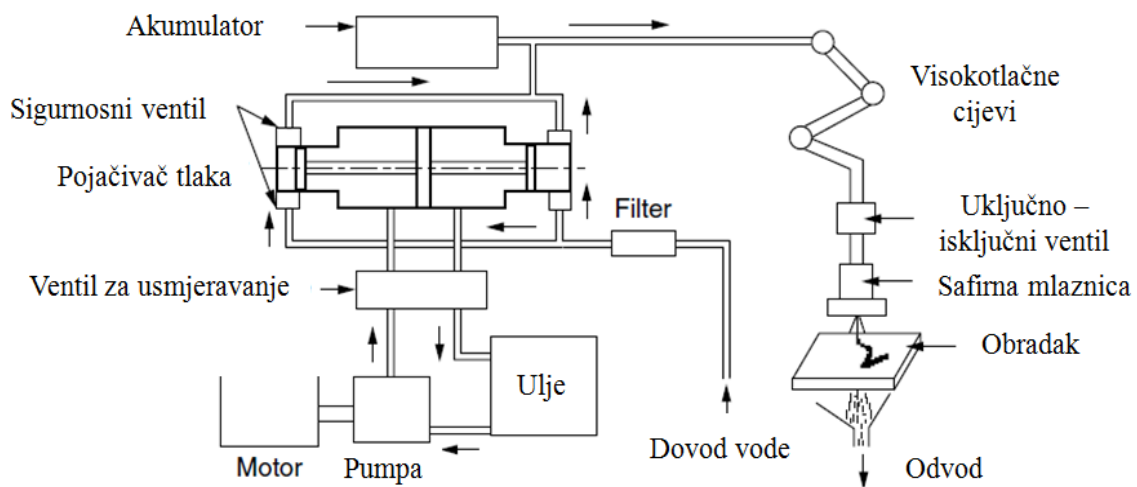 Akumulator
Visokotlačne
cijevi
Sigurnosni ventil
Pojačivač tlaka
Filter
Uključno –
isključni ventil
Ventil za usmjeravanje
Safirna mlaznica
Obradak
Ulje
Dovod vode
Motor
Pumpa
Odvod